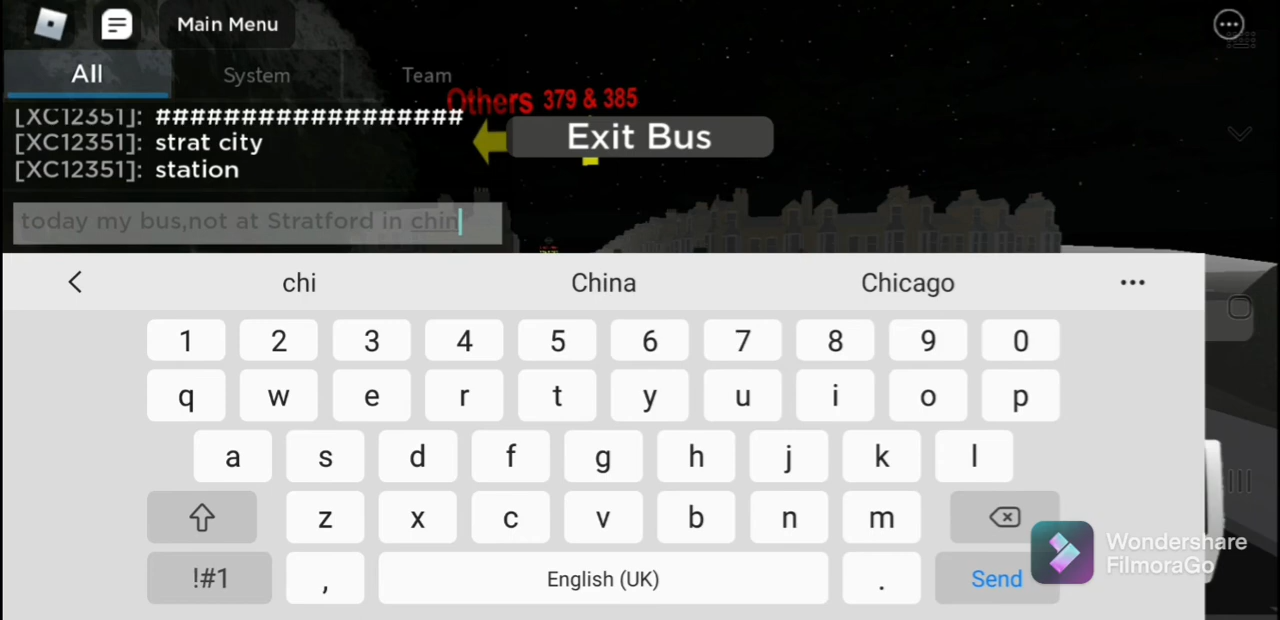 Main Menu
All
System
Team
Others 379 & 385
[XC12351]: ##################
[XC12351]: strat city
[XC12351]: station
Exit Bus
today my bus,not at Stratford in chin
chi
China
Chicago
1 2 3 4 5 6 7 8 9 0
q w e r t y u i o p
a s d f g h j k l
z x c v b n m
!#1 , English (UK) . Send
Wondershare
FilmoraGo